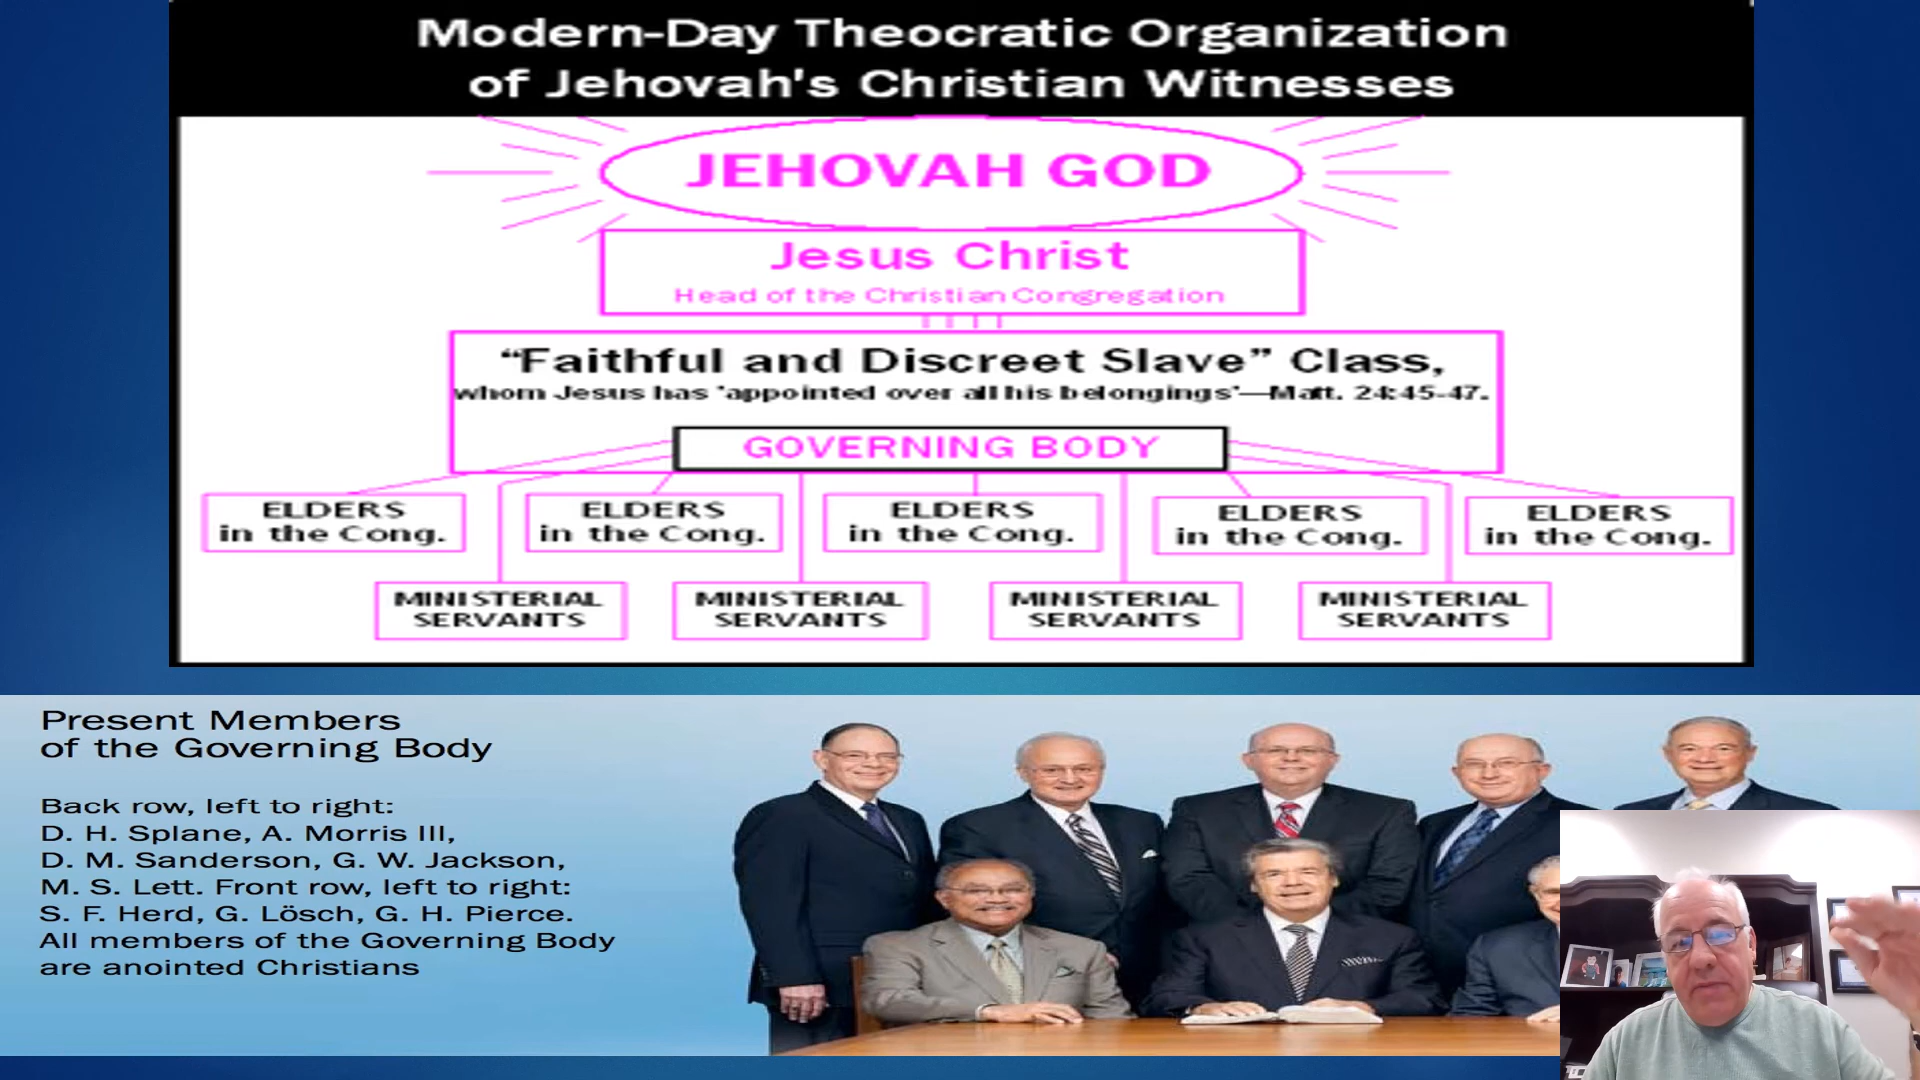 Modern-Day Theocratic Organization
of Jehovah's Christian Witnesses
JEHOVAH GOD
Jesus Christ
Head of the Christian Congregation
“Faithful and Discreet Slave” Class,
whom Jesus has 'appointed over all his belongings'—Matt. 24:45-47.
GOVERNING BODY
ELDERS
in the Cong.
ELDERS
in the Cong.
ELDERS
in the Cong.
ELDERS
in the Cong.
ELDERS
in the Cong.
MINISTERIAL
SERVANTS
MINISTERIAL
SERVANTS
MINISTERIAL
SERVANTS
MINISTERIAL
SERVANTS
Present Members
of the Governing Body
Back row, left to right:
D. H. Splane, A. Morris III,
D. M. Sanderson, G. W. Jackson,
M. S. Lett. Front row, left to right:
S. F. Herd, G. Lösch, G. H. Pierce.
All members of the Governing Body
are anointed Christians